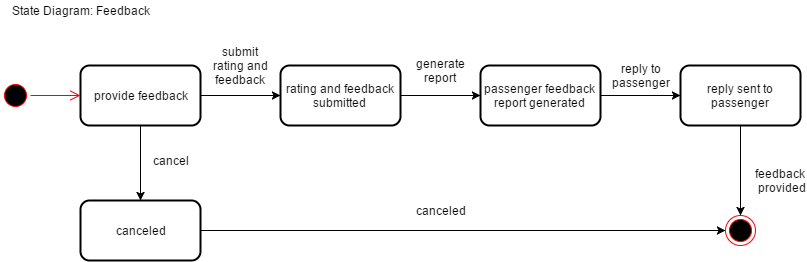 State Diagram: Feedback
submit
rating and
feedback
generate
report
reply to
passenger
provide feedback
rating and feedback
submitted
passenger feedback
report generated
reply sent to
passenger
cancel
feedback
provided
canceled
canceled